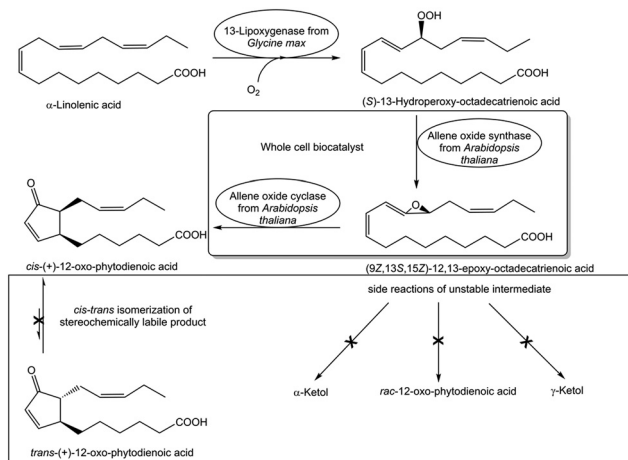 13-Lipoxygenase from
Glycine max
OOH
COOH
O2
COOH
α-Linolenic acid
(S)-13-Hydroperoxy-octadecatrienoic acid
Whole cell biocatalyst
Allene oxide synthase
from Arabidopsis
thaliana
O
Allene oxide cyclase
from Arabidopsis
thaliana
O
COOH
COOH
cis-(+)-12-oxo-phytodienoic acid
(9Z,13S,15Z)-12,13-epoxy-octadecatrienoic acid
side reactions of unstable intermediate
cis-trans isomerization of
stereochemically labile product
α-Ketol
rac-12-oxo-phytodienoic acid
γ-Ketol
O
COOH
trans-(+)-12-oxo-phytodienoic acid